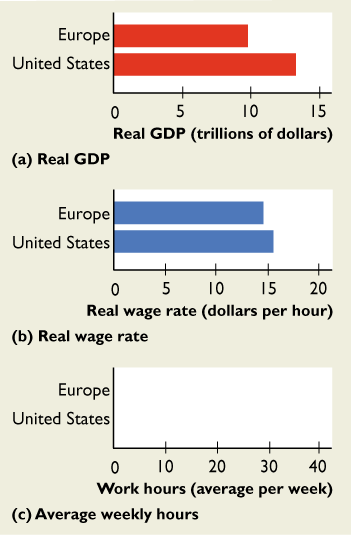 Europe
United States
0 5 10 15
Real GDP (trillions of dollars)
(a) Real GDP
Europe
United States
0 5 10 15 20
Real wage rate (dollars per hour)
(b) Real wage rate
Europe
United States
0 10 20 30 40
Work hours (average per week)
(c) Average weekly hours